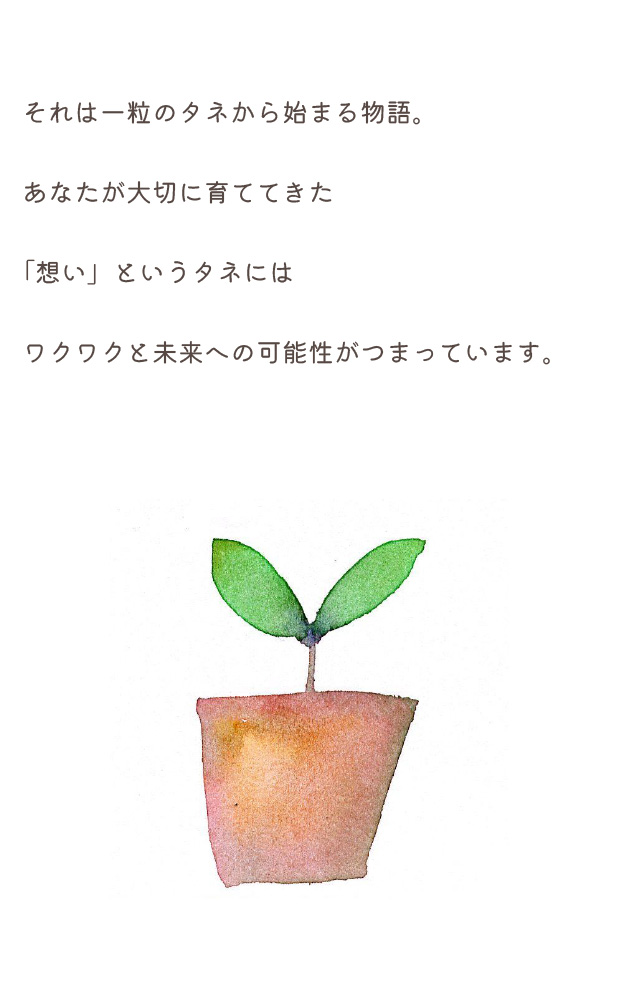 それは一粒のタネから始まる物語。
あなたが大切に育ててきた
「想い」というタネには
ワクワクと未来への可能性がつまっています。